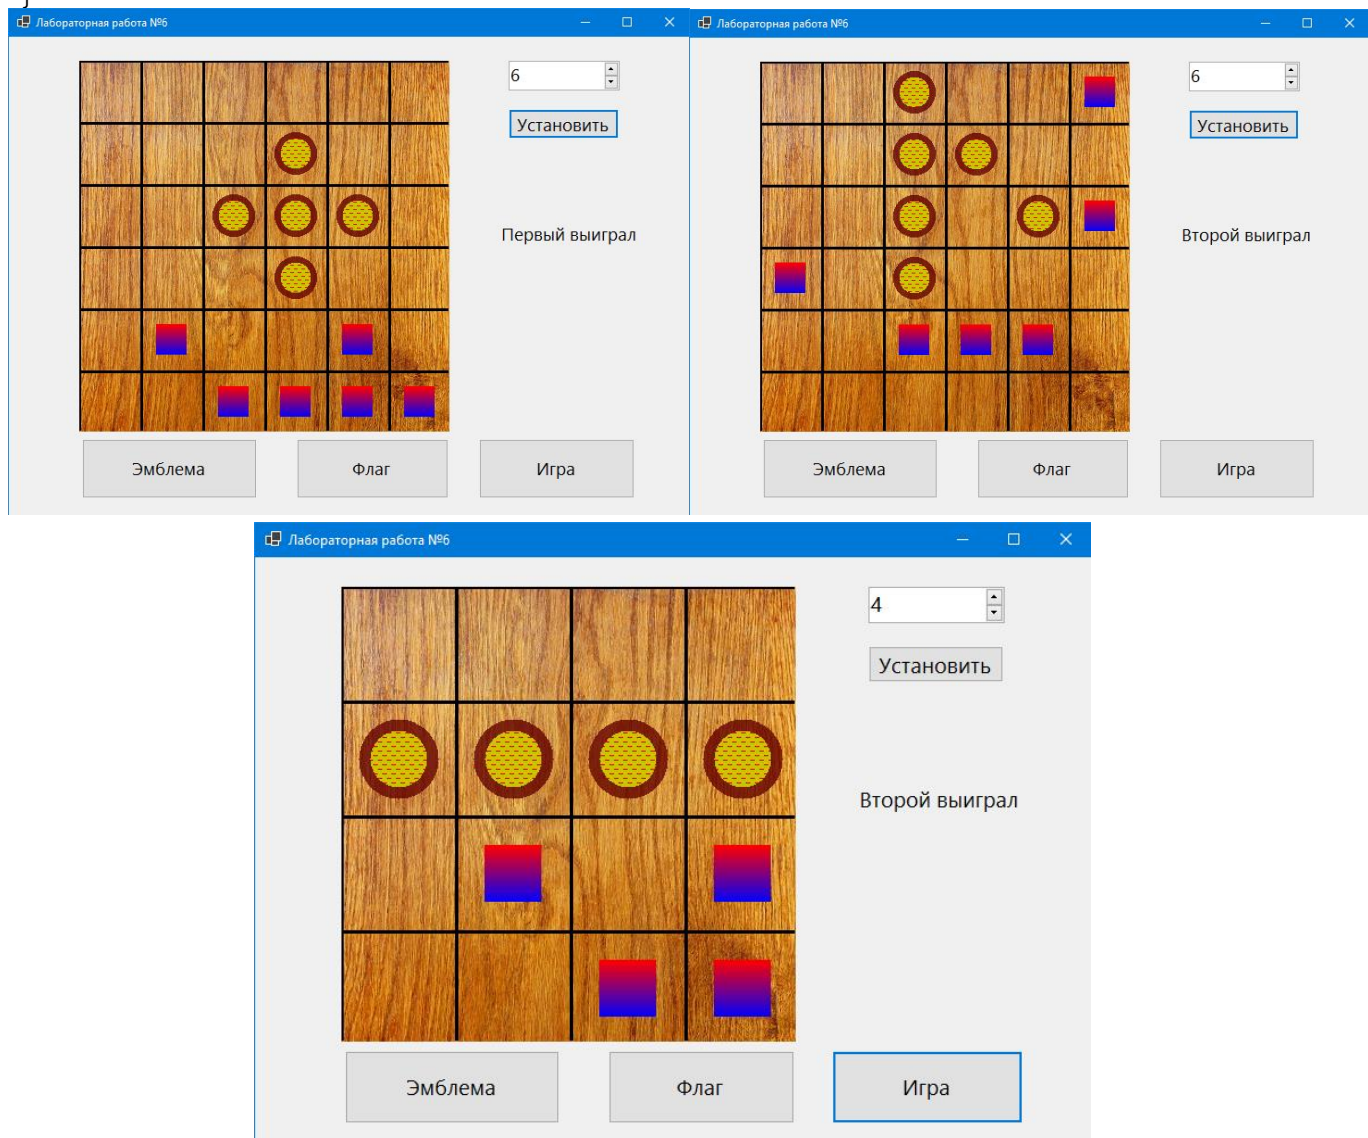 }
Лабораторная работа №6
6
Установить
Первый выиграл
Эмблема Флаг Игра
Лабораторная работа №6
6
Установить
Второй выиграл
Эмблема Флаг Игра
Лабораторная работа №6
4
Установить
Второй выиграл
Эмблема Флаг Игра